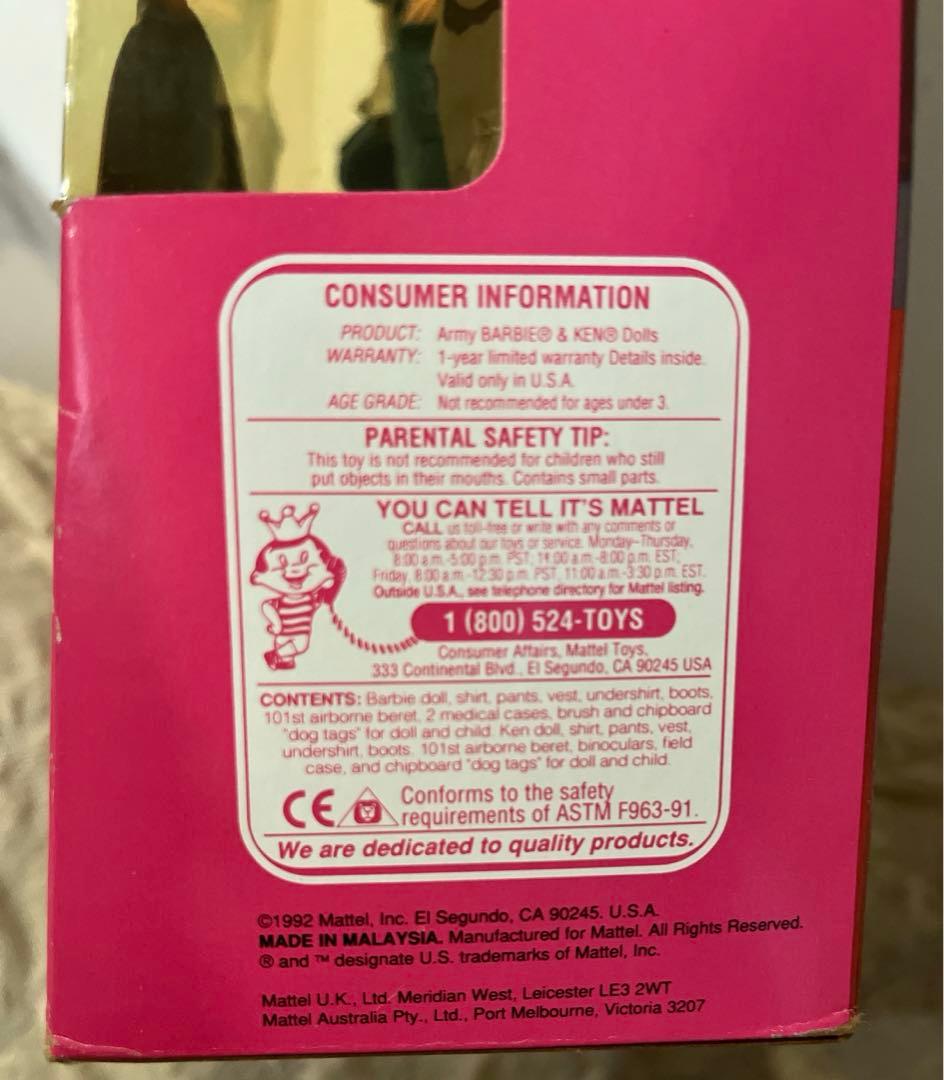 CONSUMER INFORMATION
PRODUCT: Army BARBIE® & KEN® Dolls
WARRANTY: 1-year limited warranty Details inside.
Valid only in U.S.A.
AGE GRADE: Not recommended for ages under 3.
PARENTAL SAFETY TIP:
This toy is not recommended for children who still
put objects in their mouths. Contains small parts.
YOU CAN TELL IT'S MATTEL
CALL us toll-free or write with any comments or
questions about our toys or service. Monday-Thursday,
8:00 a.m.-5:00 p.m. PST, 11:00 a.m.-8:00 p.m. EST;
Friday, 8:00 a.m.-12:30 p.m. PST, 11:00 a.m.-3:30 p.m. EST.
Outside U.S.A., see telephone directory for Mattel listing.
1 (800) 524-TOYS
Consumer Affairs, Mattel Toys,
333 Continental Blvd., El Segundo, CA 90245 USA
CONTENTS: Barbie doll, shirt, pants, vest, undershirt, boots,
101st airborne beret, 2 medical cases, brush and chipboard
"dog tags" for doll and child. Ken doll, shirt, pants, vest,
undershirt, boots, 101st airborne beret, binoculars, field
case, and chipboard "dog tags" for doll and child.
CE Conforms to the safety
requirements of ASTM F963-91.
We are dedicated to quality products.
©1992 Mattel, Inc. El Segundo, CA 90245. U.S.A.
MADE IN MALAYSIA. Manufactured for Mattel. All Rights Reserved.
® and ™ designate U.S. trademarks of Mattel, Inc.
Mattel U.K., Ltd. Meridian West, Leicester LE3 2WT
Mattel Australia Pty., Ltd., Port Melbourne, Victoria 3207